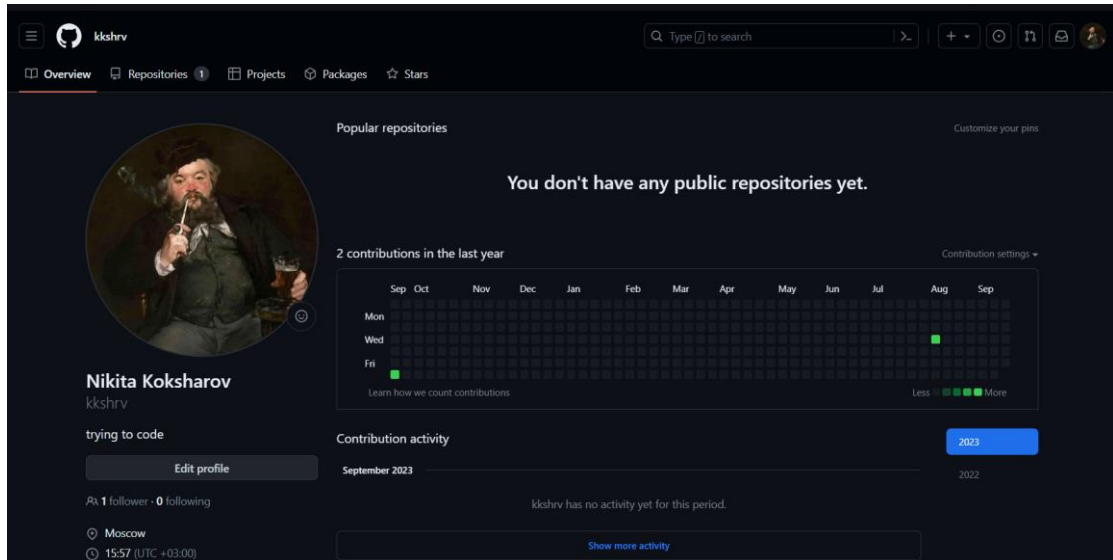 kkshrv
Type / to search
Overview
Repositories 1
Projects
Packages
Stars
Popular repositories
Customize your pins
You don't have any public repositories yet.
2 contributions in the last year
Contribution settings
Sep Oct Nov Dec Jan Feb Mar Apr May Jun Jul Aug Sep
Mon
Wed
Fri
Learn how we count contributions
Less More
Nikita Koksharov
kkshrv
trying to code
Edit profile
1 follower · 0 following
Moscow
15:57 (UTC +03:00)
Contribution activity
2023
2022
September 2023
kkshrv has no activity yet for this period.
Show more activity